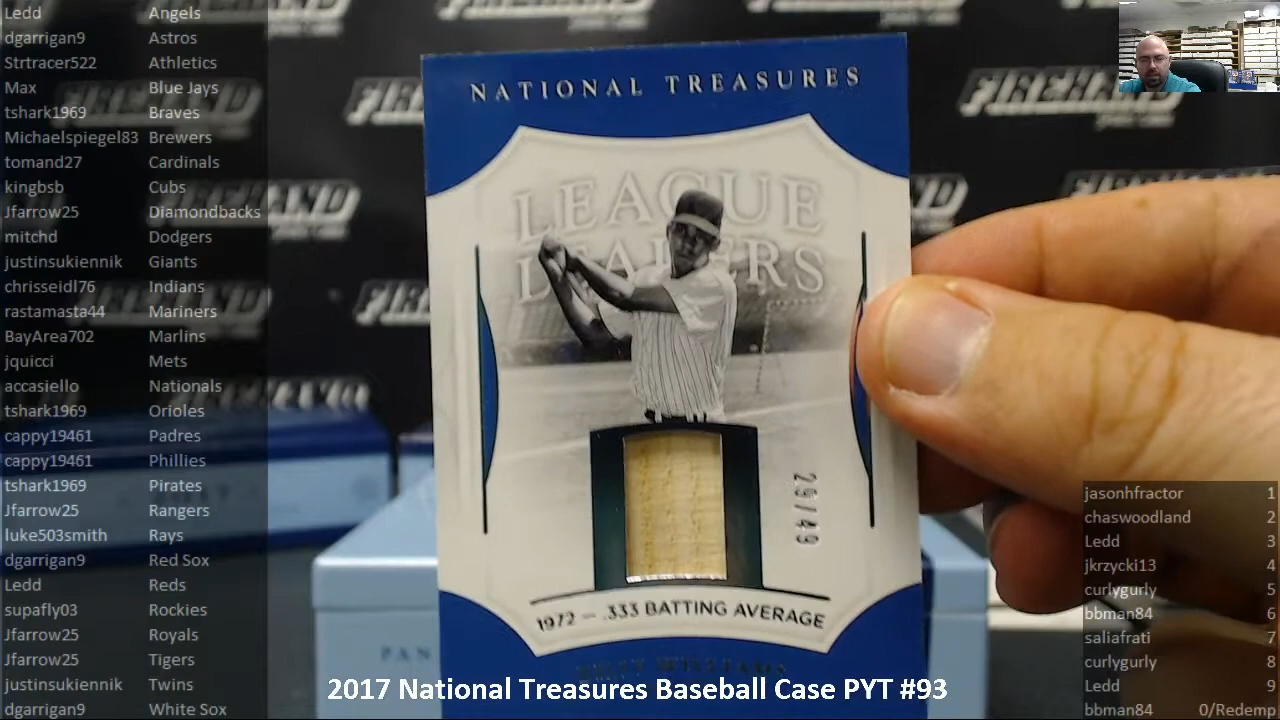 Ledd Angels
dgarrigan9 Astros
Strtracer522 Athletics
Max Blue Jays
tshark1969 Braves
Michaelspiegel83 Brewers
tomand27 Cardinals
kingbsb Cubs
Jfarrow25 Diamondbacks
mitchd Dodgers
justinsukiennik Giants
chrisseidl76 Indians
rastamasta44 Mariners
BayArea702 Marlins
jquicci Mets
accasiello Nationals
tshark1969 Orioles
cappy19461 Padres
cappy19461 Phillies
tshark1969 Pirates
Jfarrow25 Rangers
luke503smith Rays
dgarrigan9 Red Sox
Ledd Reds
supafly03 Rockies
Jfarrow25 Royals
Jfarrow25 Tigers
justinsukiennik Twins
dgarrigan9 White Sox
FIREHAND
NATIONAL TREASURES
LEAGUE
LEADERS
29/49
1972 – .333 BATTING AVERAGE
BILLY WILLIAMS
PAN
jasonhfractor 1
chaswoodland 2
Ledd 3
jkrzycki13 4
curlygurly 5
bbman84 6
saliafrati 7
curlygurly 8
Ledd 9
bbman84 0/Redemp
2017 National Treasures Baseball Case PYT #93